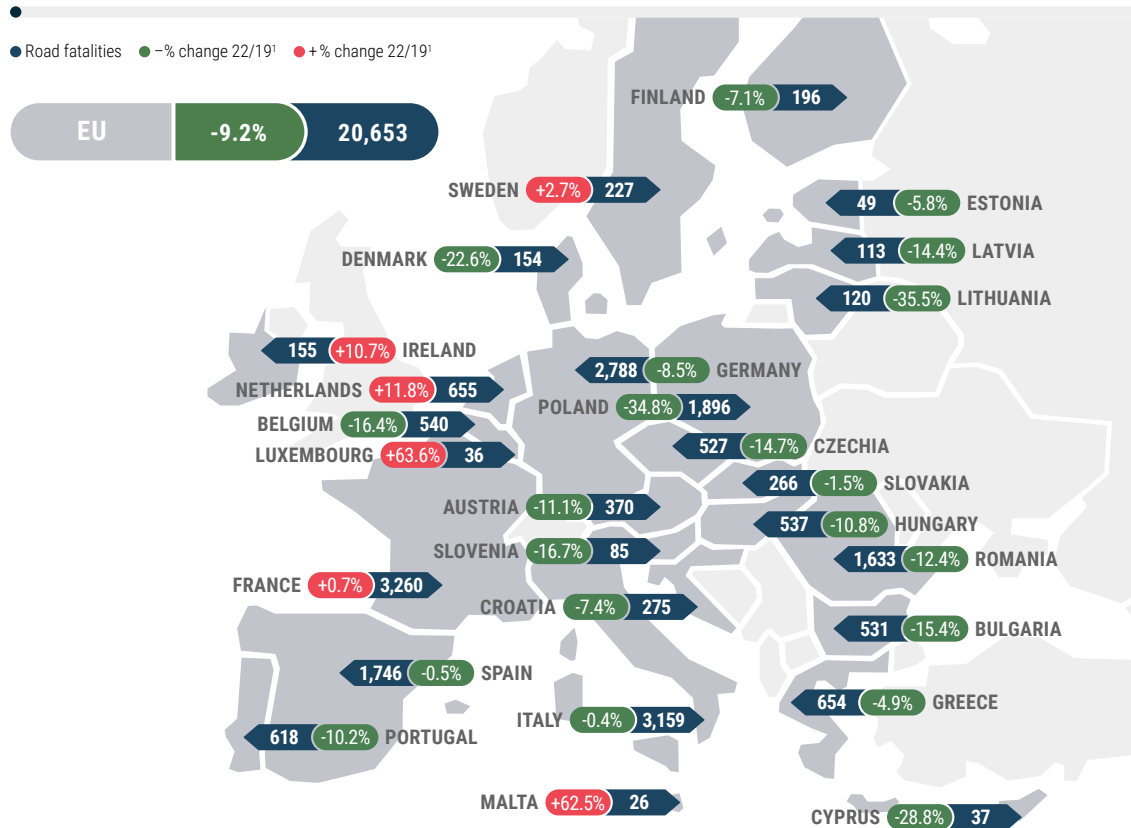 Road fatalities –% change 22/19¹ +% change 22/19¹
EU -9.2% 20,653
FINLAND -7.1% 196
SWEDEN +2.7% 227
49 -5.8% ESTONIA
113 -14.4% LATVIA
DENMARK -22.6% 154
120 -35.5% LITHUANIA
155 +10.7% IRELAND
2,788 -8.5% GERMANY
NETHERLANDS +11.8% 655
POLAND -34.8% 1,896
BELGIUM -16.4% 540
527 -14.7% CZECHIA
LUXEMBOURG +63.6% 36
266 -1.5% SLOVAKIA
AUSTRIA -11.1% 370
537 -10.8% HUNGARY
SLOVENIA -16.7% 85
1,633 -12.4% ROMANIA
FRANCE +0.7% 3,260
CROATIA -7.4% 275
531 -15.4% BULGARIA
1,746 -0.5% SPAIN
654 -4.9% GREECE
ITALY -0.4% 3,159
618 -10.2% PORTUGAL
MALTA +62.5% 26
CYPRUS -28.8% 37